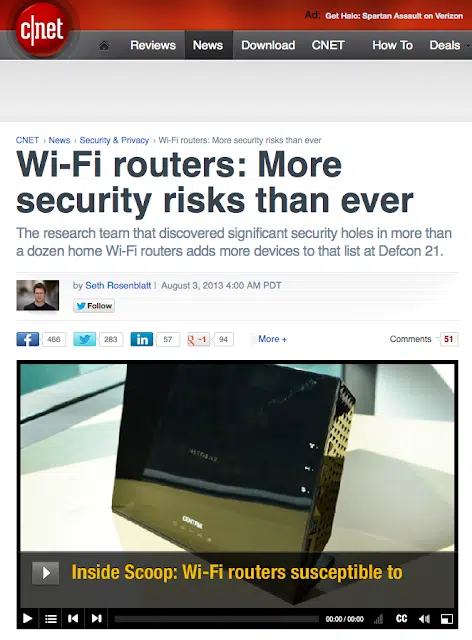 Ad: Get Halo: Spartan Assault on Verizon
c|net
Reviews News Download CNET How To Deals
CNET › News › Security & Privacy › Wi-Fi routers: More security risks than ever
Wi-Fi routers: More
security risks than ever
The research team that discovered significant security holes in more than
a dozen home Wi-Fi routers adds more devices to that list at Defcon 21.
by Seth Rosenblatt | August 3, 2013 4:00 AM PDT
Follow
466 283 in 57 g +1 94 More + Comments 51
NETGEAR
CENTRIA
Inside Scoop: Wi-Fi routers susceptible to
00:00 / 00:00 CC